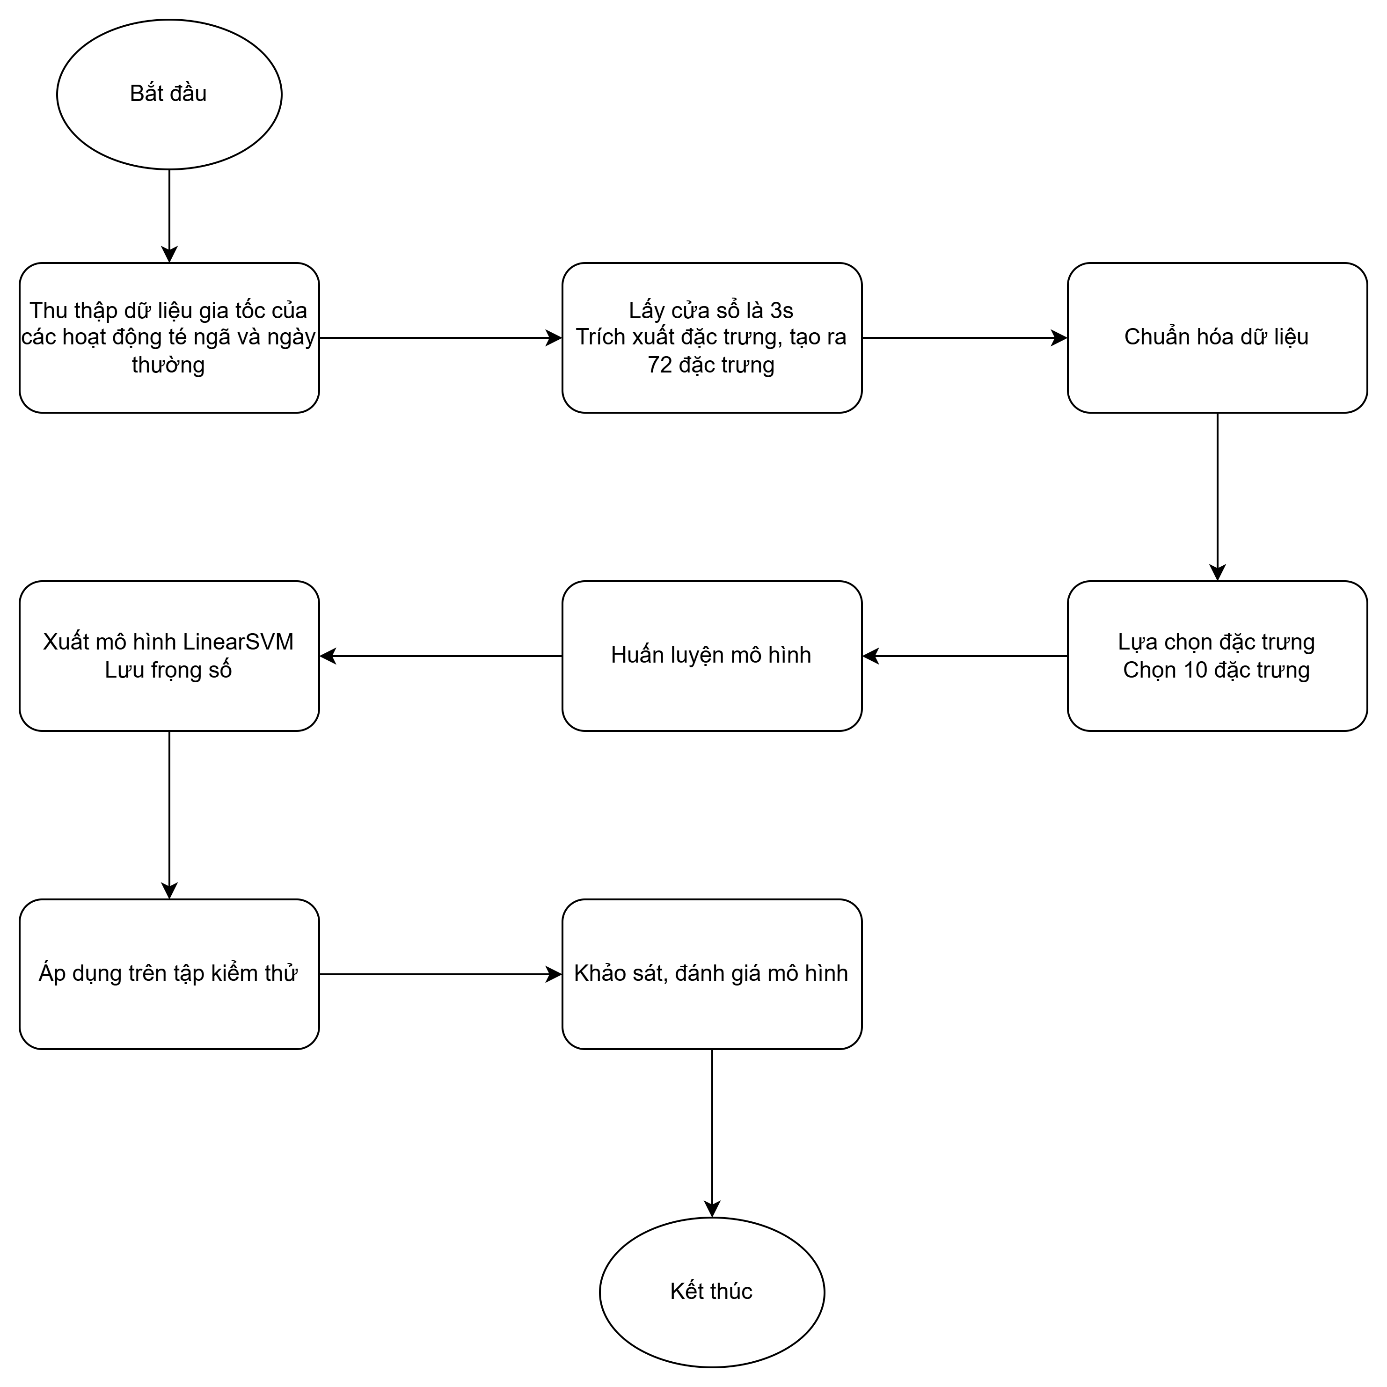 Bắt đầu
Thu thập dữ liệu gia tốc của
các hoạt động té ngã và ngày
thường
Lấy cửa sổ là 3s
Trích xuất đặc trưng, tạo ra
72 đặc trưng
Chuẩn hóa dữ liệu
Lựa chọn đặc trưng
Chọn 10 đặc trưng
Huấn luyện mô hình
Xuất mô hình LinearSVM
Lưu frọng số
Áp dụng trên tập kiểm thử
Khảo sát, đánh giá mô hình
Kết thúc